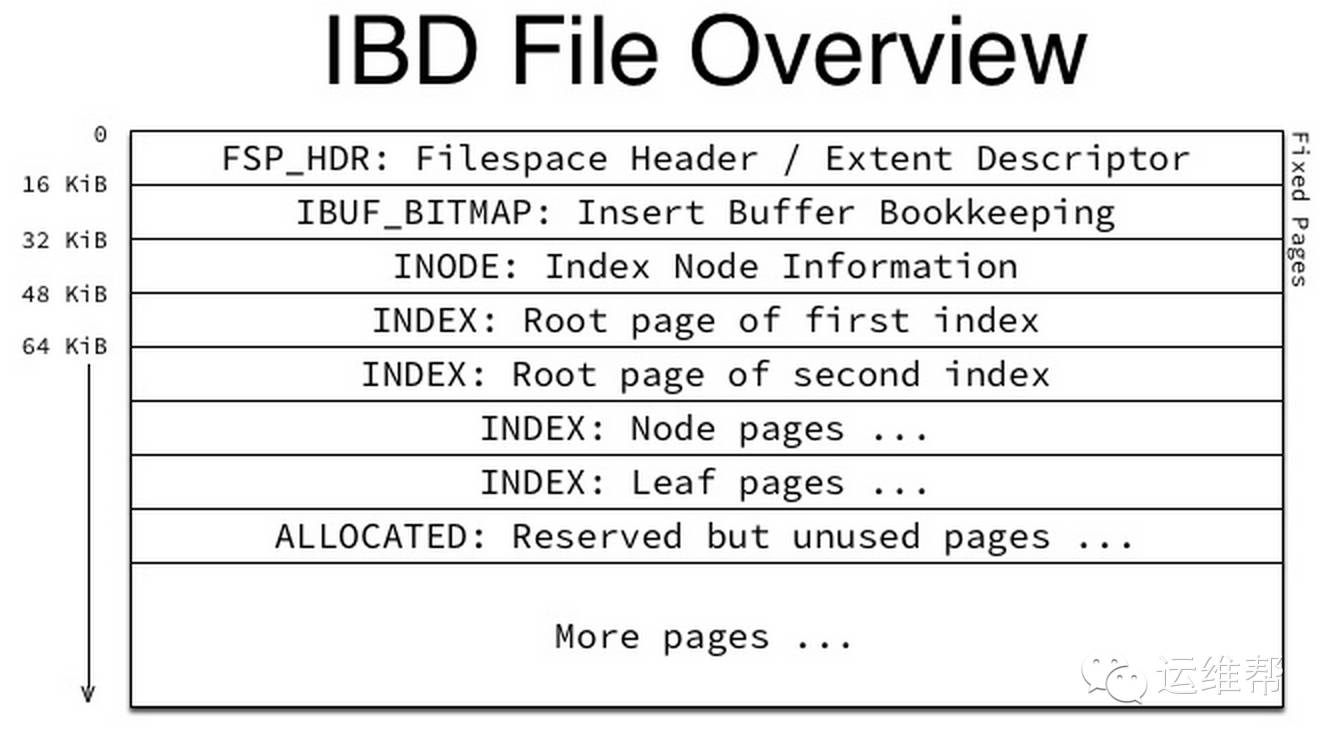 IBD File Overview
0
FSP_HDR: Filespace Header / Extent Descriptor
Fixed Pages
16 KiB
IBUF_BITMAP: Insert Buffer Bookkeeping
32 KiB
INODE: Index Node Information
48 KiB
INDEX: Root page of first index
64 KiB
INDEX: Root page of second index
INDEX: Node pages ...
INDEX: Leaf pages ...
ALLOCATED: Reserved but unused pages ...
More pages ...
运维帮